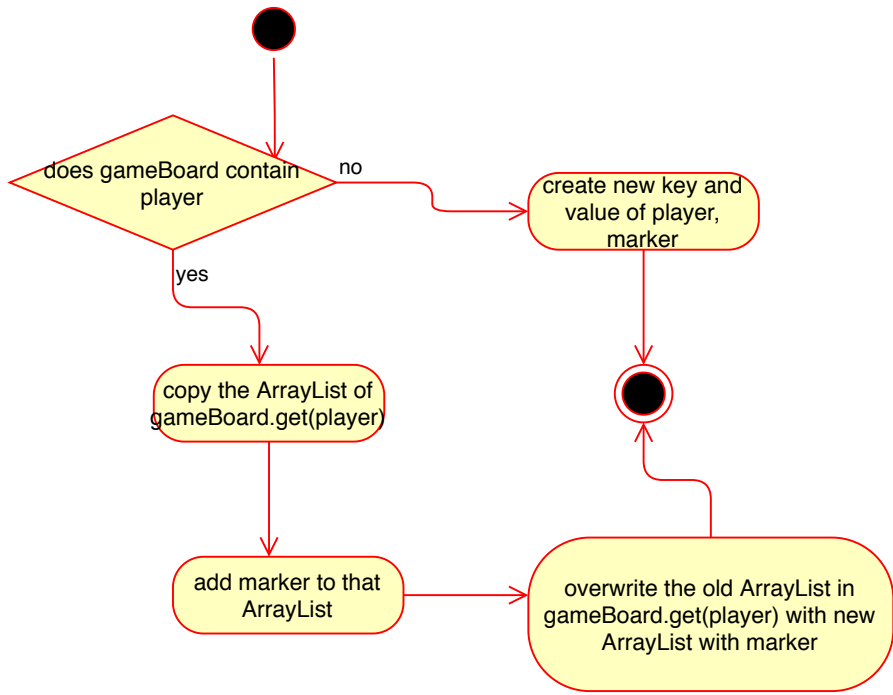 does gameBoard contain
player
no
create new key and
value of player,
marker
yes
copy the ArrayList of
gameBoard.get(player)
add marker to that
ArrayList
overwrite the old ArrayList in
gameBoard.get(player) with new
ArrayList with marker